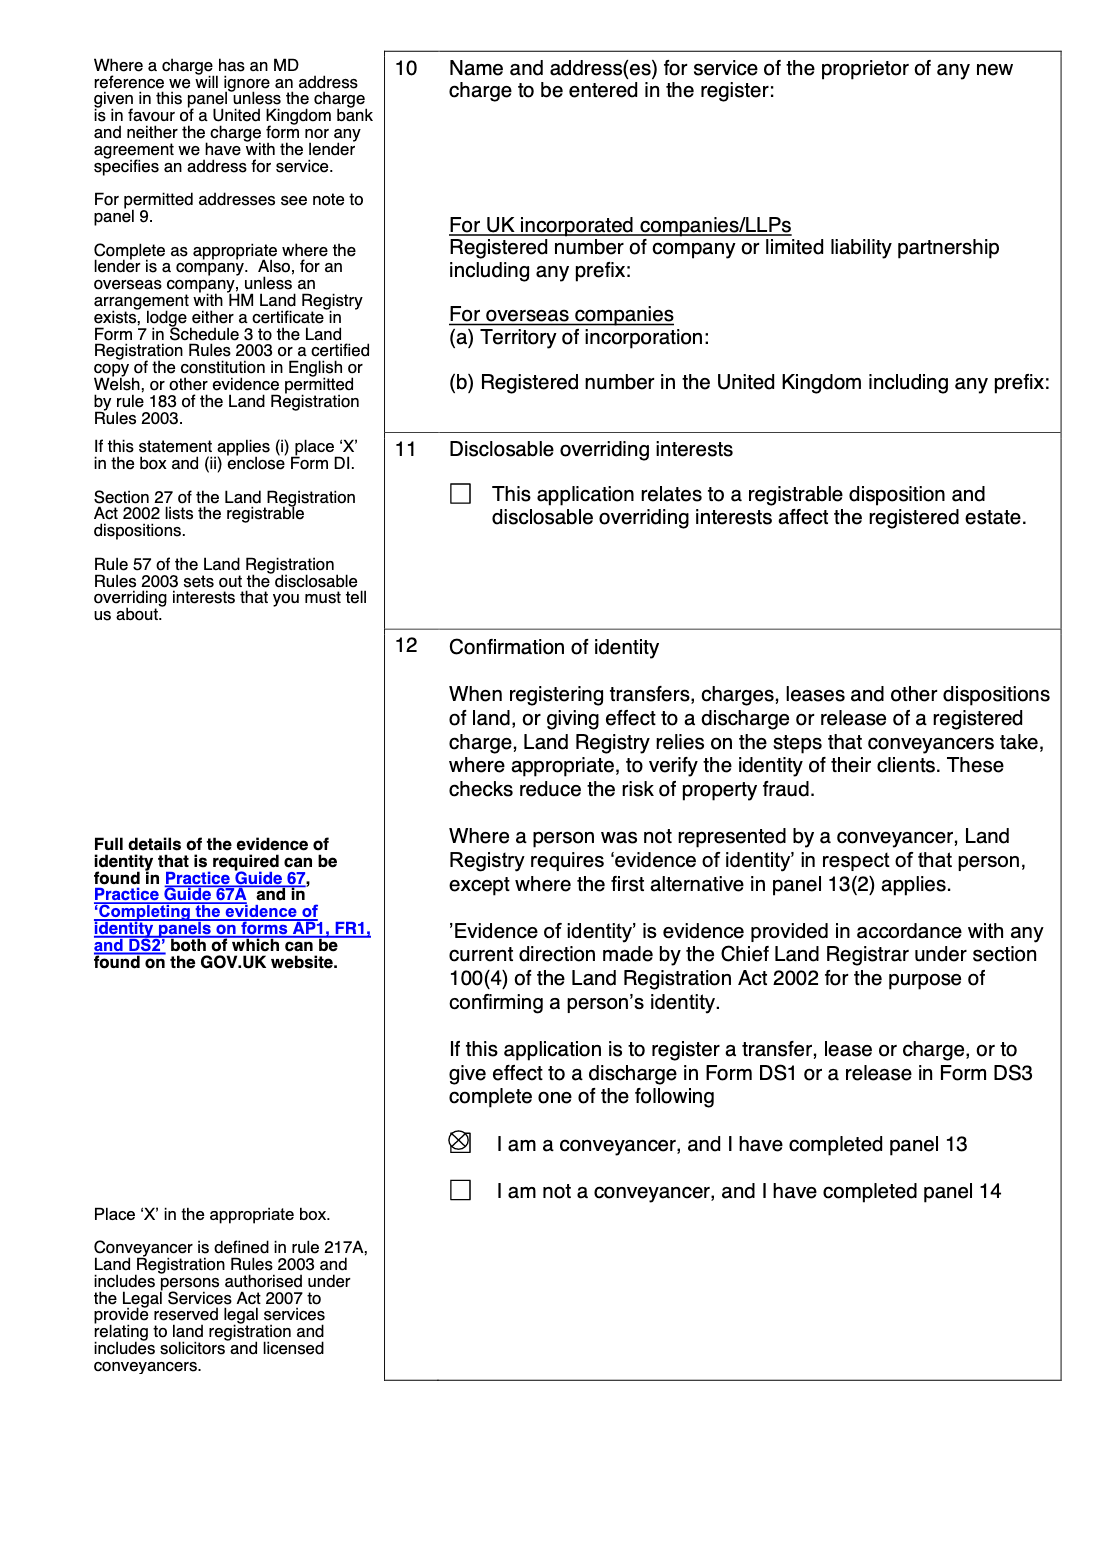 Where a charge has an MD
reference we will ignore an address
given in this panel unless the charge
is in favour of a United Kingdom bank
and neither the charge form nor any
agreement we have with the lender
specifies an address for service.
For permitted addresses see note to
panel 9.
Complete as appropriate where the
lender is a company.  Also, for an
overseas company, unless an
arrangement with HM Land Registry
exists, lodge either a certificate in
Form 7 in Schedule 3 to the Land
Registration Rules 2003 or a certified
copy of the constitution in English or
Welsh, or other evidence permitted
by rule 183 of the Land Registration
Rules 2003.
10 Name and address(es) for service of the proprietor of any new
charge to be entered in the register:
For UK incorporated companies/LLPs
Registered number of company or limited liability partnership
including any prefix:
For overseas companies
(a) Territory of incorporation:
(b) Registered number in the United Kingdom including any prefix:
If this statement applies (i) place ‘X’
in the box and (ii) enclose Form DI.
Section 27 of the Land Registration
Act 2002 lists the registrable
dispositions.
Rule 57 of the Land Registration
Rules 2003 sets out the disclosable
overriding interests that you must tell
us about.
11 Disclosable overriding interests
This application relates to a registrable disposition and
disclosable overriding interests affect the registered estate.
Full details of the evidence of
identity that is required can be
found in Practice Guide 67,
Practice Guide 67A  and in
‘Completing the evidence of
identity panels on forms AP1, FR1,
and DS2’ both of which can be
found on the GOV.UK website.
Place ‘X’ in the appropriate box.
Conveyancer is defined in rule 217A,
Land Registration Rules 2003 and
includes persons authorised under
the Legal Services Act 2007 to
provide reserved legal services
relating to land registration and
includes solicitors and licensed
conveyancers.
12 Confirmation of identity
When registering transfers, charges, leases and other dispositions
of land, or giving effect to a discharge or release of a registered
charge, Land Registry relies on the steps that conveyancers take,
where appropriate, to verify the identity of their clients. These
checks reduce the risk of property fraud.
Where a person was not represented by a conveyancer, Land
Registry requires ‘evidence of identity’ in respect of that person,
except where the first alternative in panel 13(2) applies.
’Evidence of identity’ is evidence provided in accordance with any
current direction made by the Chief Land Registrar under section
100(4) of the Land Registration Act 2002 for the purpose of
confirming a person’s identity.
If this application is to register a transfer, lease or charge, or to
give effect to a discharge in Form DS1 or a release in Form DS3
complete one of the following
I am a conveyancer, and I have completed panel 13
I am not a conveyancer, and I have completed panel 14